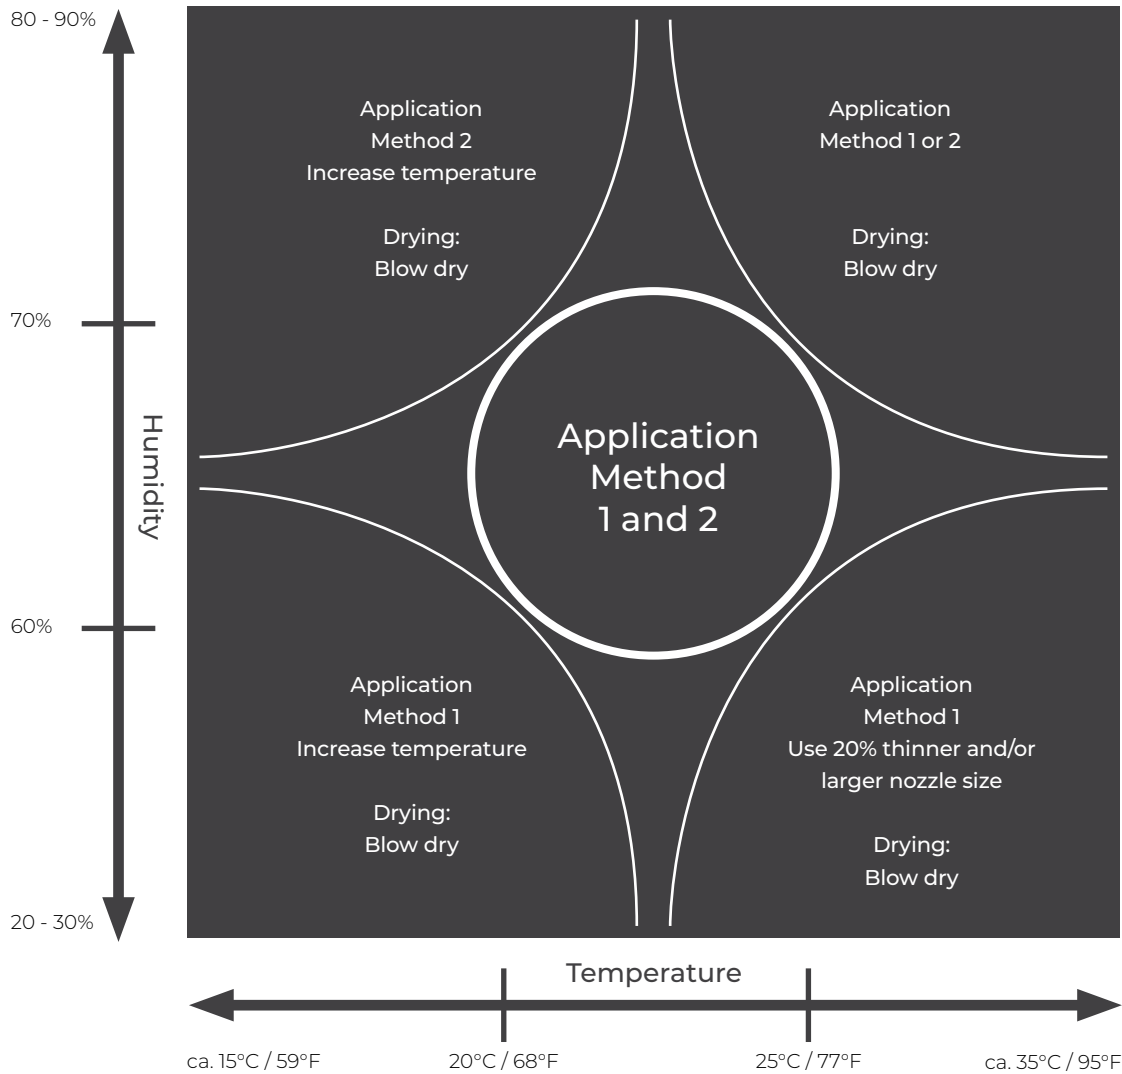 80 - 90%
Application
Method 2
Increase temperature
Drying:
Blow dry
Application
Method 1 or 2
Drying:
Blow dry
70%
Humidity
Application
Method
1 and 2
60%
Application
Method 1
Increase temperature
Drying:
Blow dry
Application
Method 1
Use 20% thinner and/or
larger nozzle size
Drying:
Blow dry
20 - 30%
Temperature
ca. 15°C / 59°F
20°C / 68°F
25°C / 77°F
ca. 35°C / 95°F